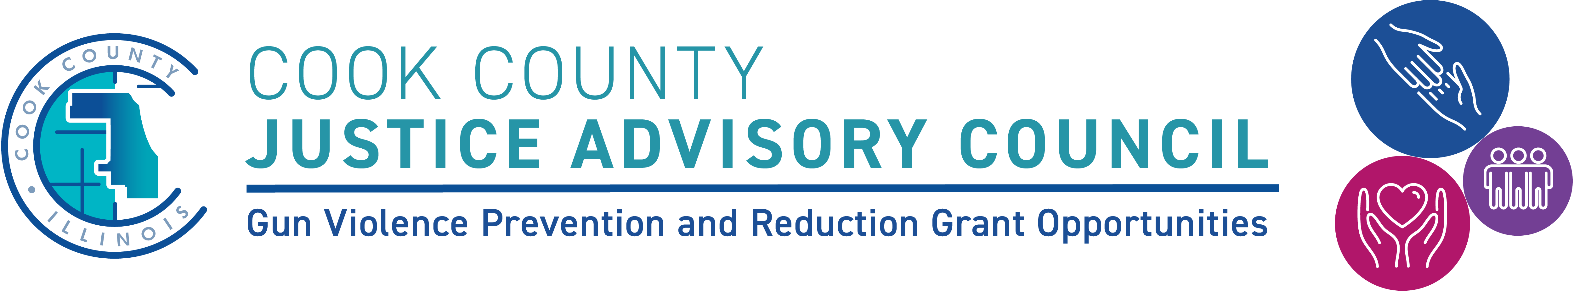 COOK COUNTY
• ILLINOIS
COOK COUNTY
JUSTICE ADVISORY COUNCIL
Gun Violence Prevention and Reduction Grant Opportunities